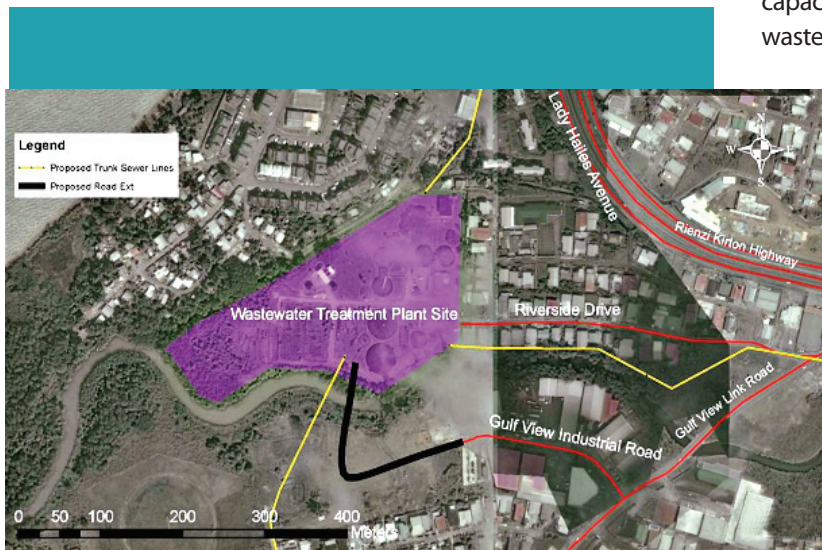 capac
waste
Legend
Proposed Trunk Sewer Lines
Proposed Road Ext
N
W E
S
Lady Hailes Avenue
Rienzi Kirton Highway
Wastewater Treatment Plant Site
Riverside Drive
Gulf View Link Road
Gulf View Industrial Road
0 50 100 200 300 400
Meters